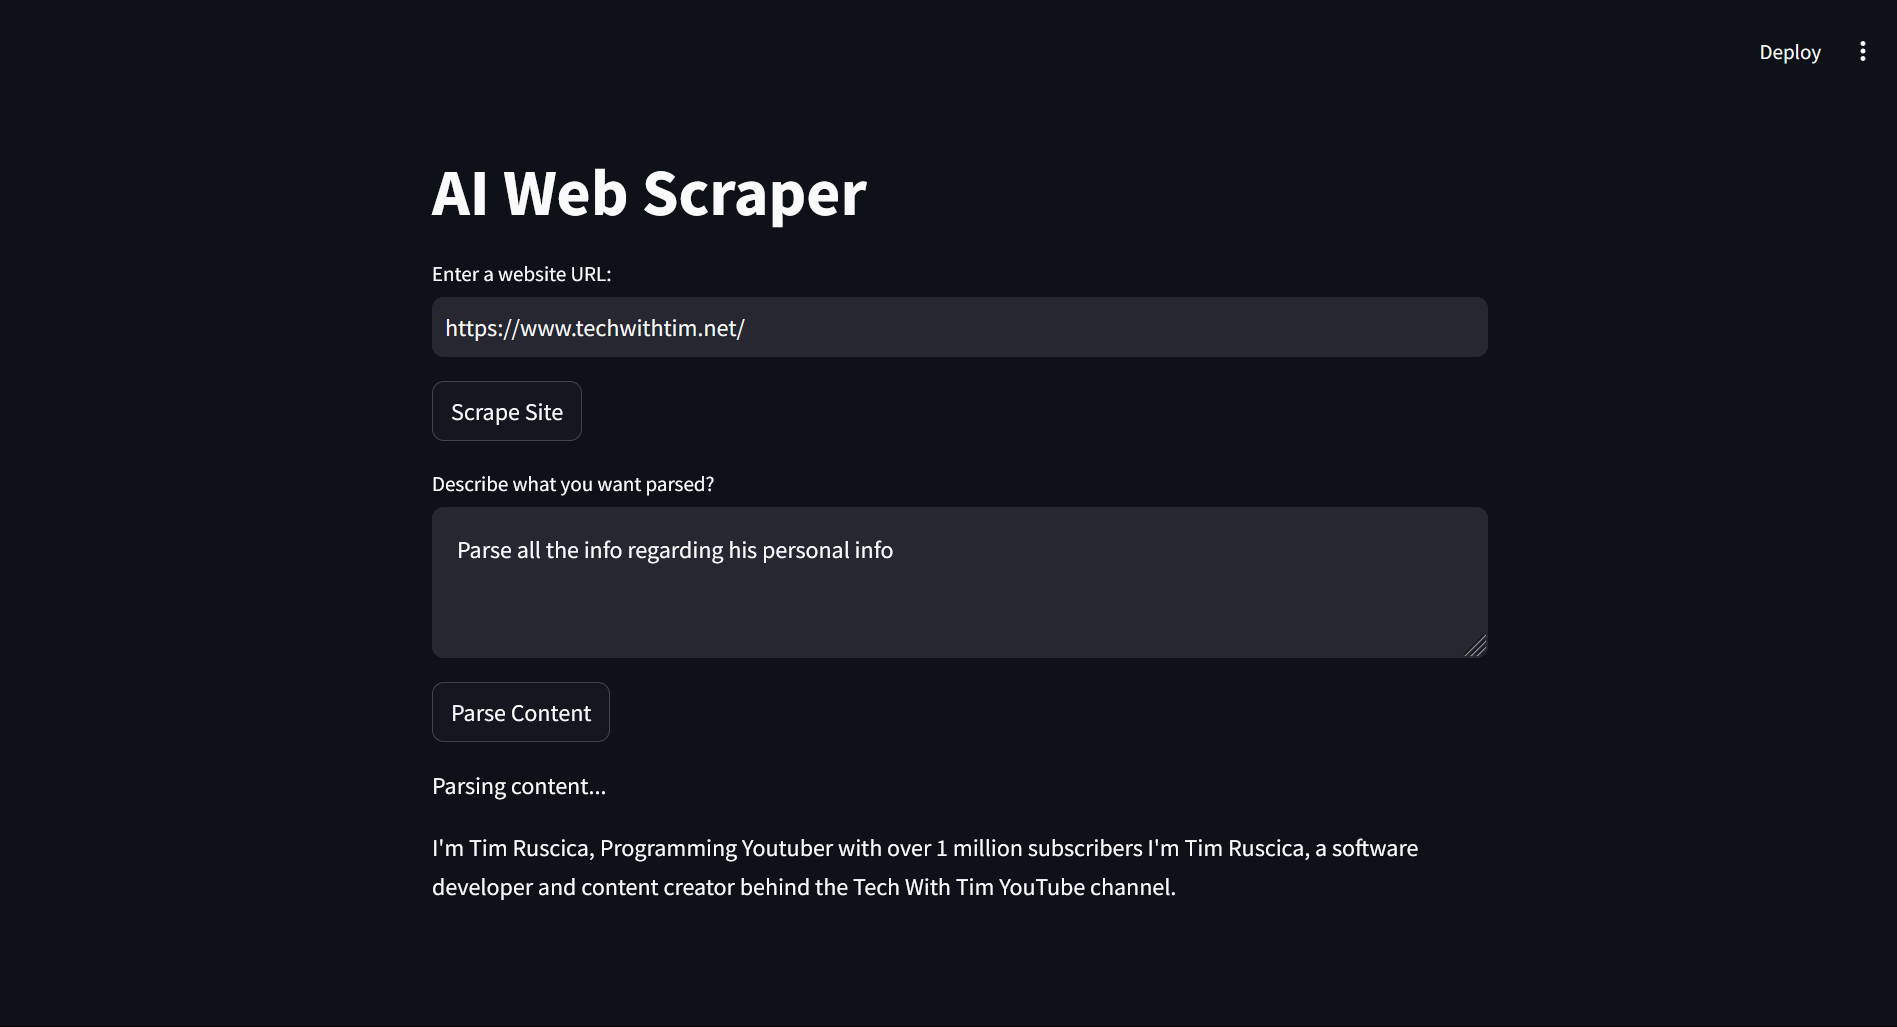 Deploy
AI Web Scraper
Enter a website URL:
https://www.techwithtim.net/
Scrape Site
Describe what you want parsed?
Parse all the info regarding his personal info
Parse Content
Parsing content...
I'm Tim Ruscica, Programming Youtuber with over 1 million subscribers I'm Tim Ruscica, a software
developer and content creator behind the Tech With Tim YouTube channel.